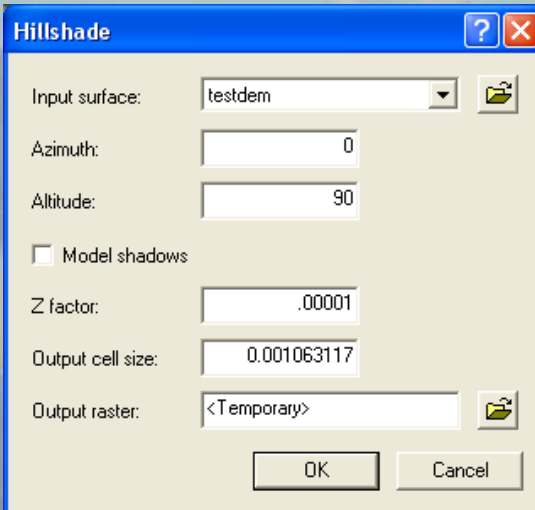 Hillshade
Input surface: testdem
Azimuth: 0
Altitude: 90
Model shadows
Z factor: .00001
Output cell size: 0.001063117
Output raster: <Temporary>
OK Cancel